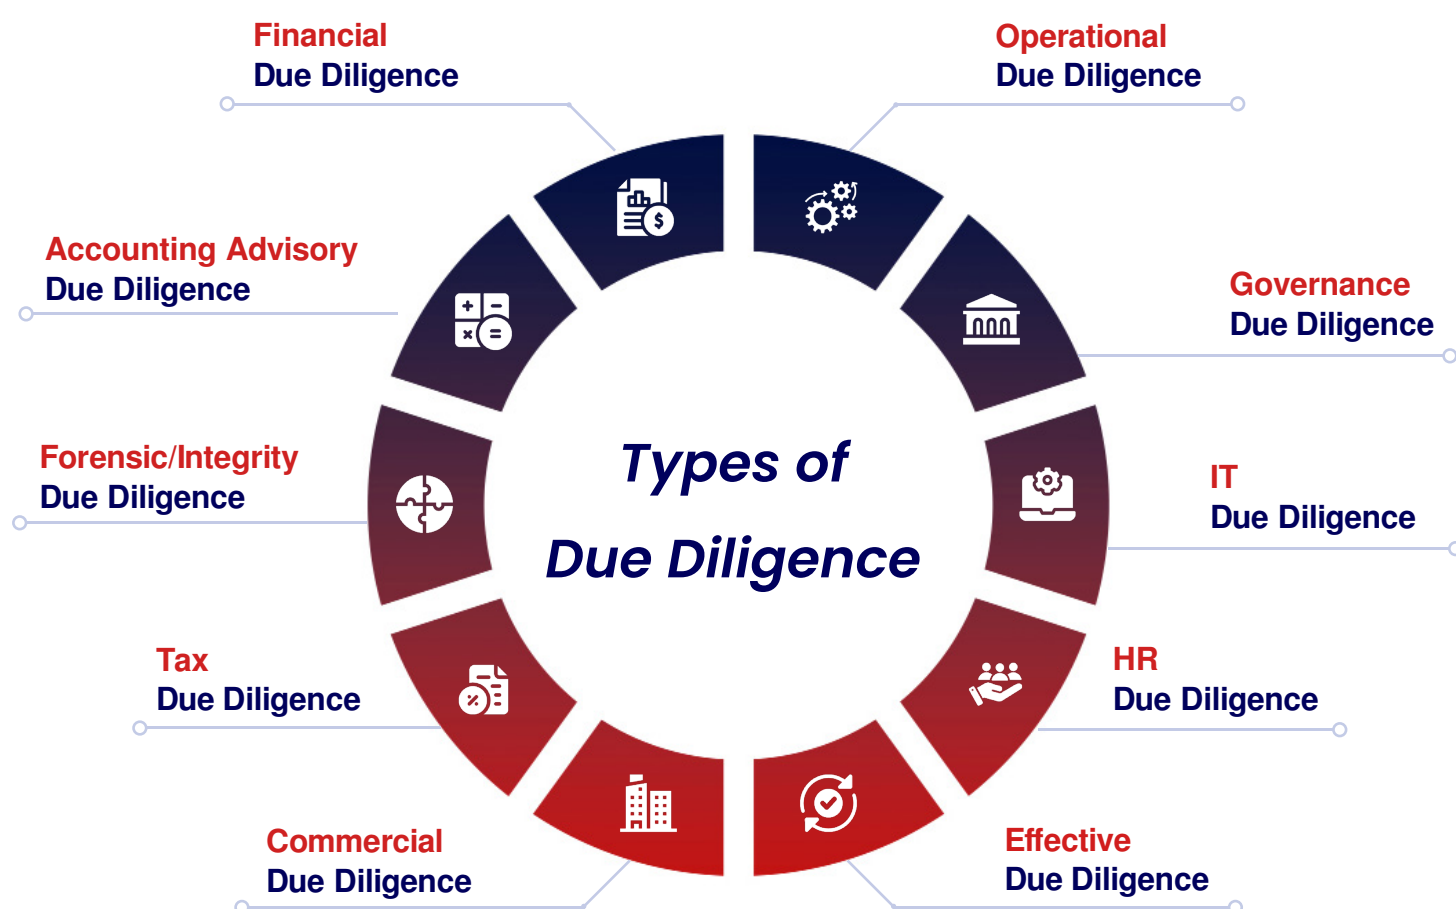 Financial
Due Diligence
Operational
Due Diligence
Accounting Advisory
Due Diligence
Governance
Due Diligence
Forensic/Integrity
Due Diligence
Types of
Due Diligence
IT
Due Diligence
Tax
Due Diligence
HR
Due Diligence
Commercial
Due Diligence
Effective
Due Diligence